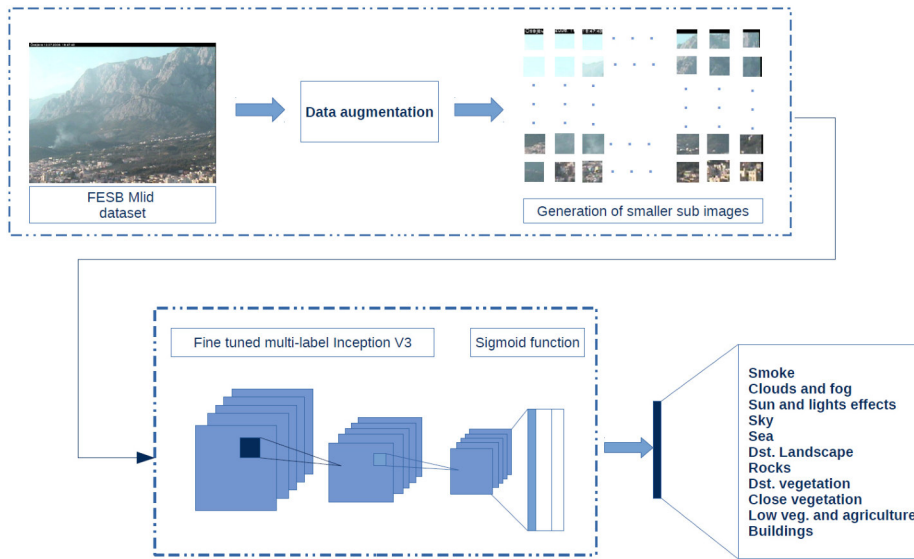 Data augmentation
FESB Mlid
dataset
Generation of smaller sub images
Fine tuned multi-label Inception V3
Sigmoid function
Smoke
Clouds and fog
Sun and lights effects
Sky
Sea
Dst. Landscape
Rocks
Dst. vegetation
Close vegetation
Low veg. and agriculture
Buildings